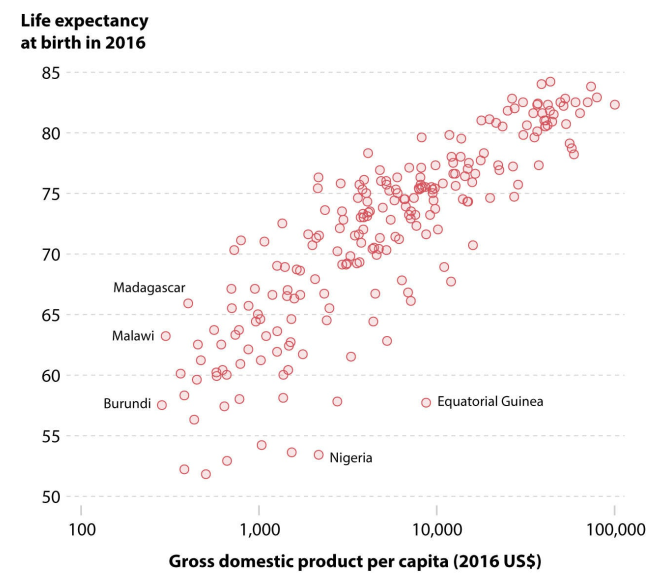 Life expectancy
at birth in 2016
85
80
75
70
Madagascar
65
Malawi
60
Burundi
Equatorial Guinea
55
Nigeria
50
100
1,000
10,000
100,000
Gross domestic product per capita (2016 US$)